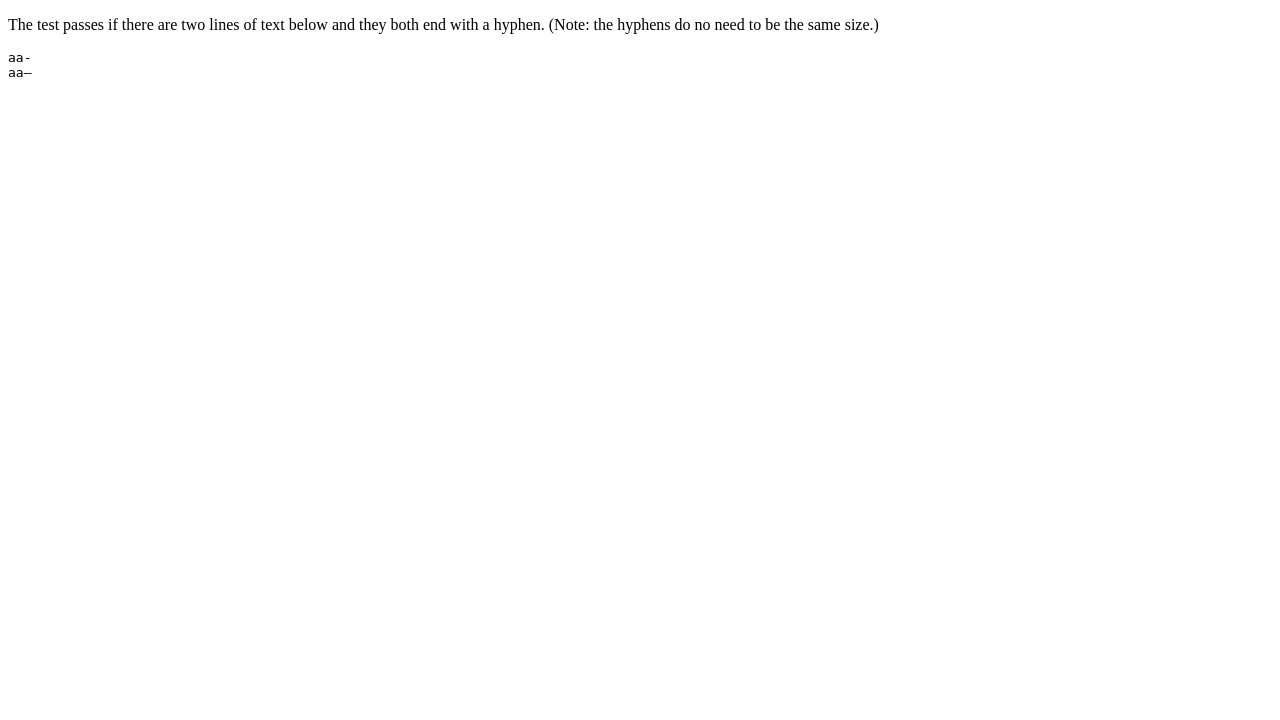 The test passes if there are two lines of text below and they both end with a hyphen. (Note: the hyphens do no need to be the same size.)
aa-
aa–